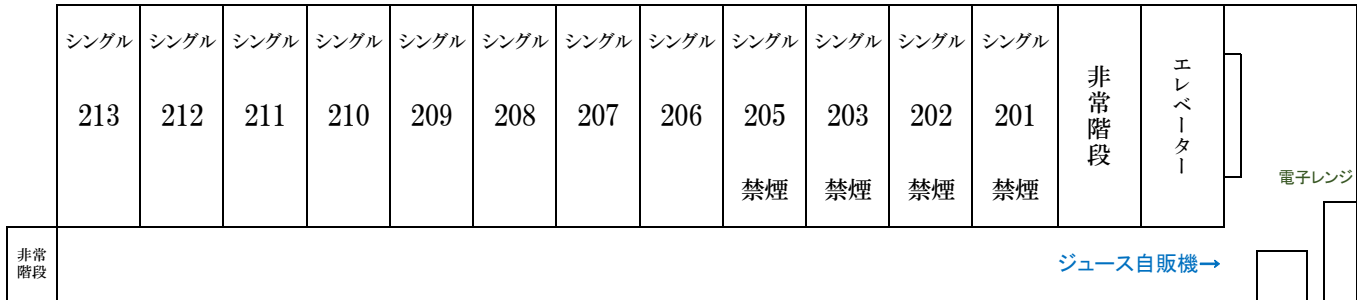 シングル シングル シングル シングル シングル シングル シングル シングル シングル シングル シングル シングル
213 212 211 210 209 208 207 206 205 203 202 201
禁煙 禁煙 禁煙 禁煙
非常階段
エレベーター
電子レンジ
非常
階段
ジュース自販機→